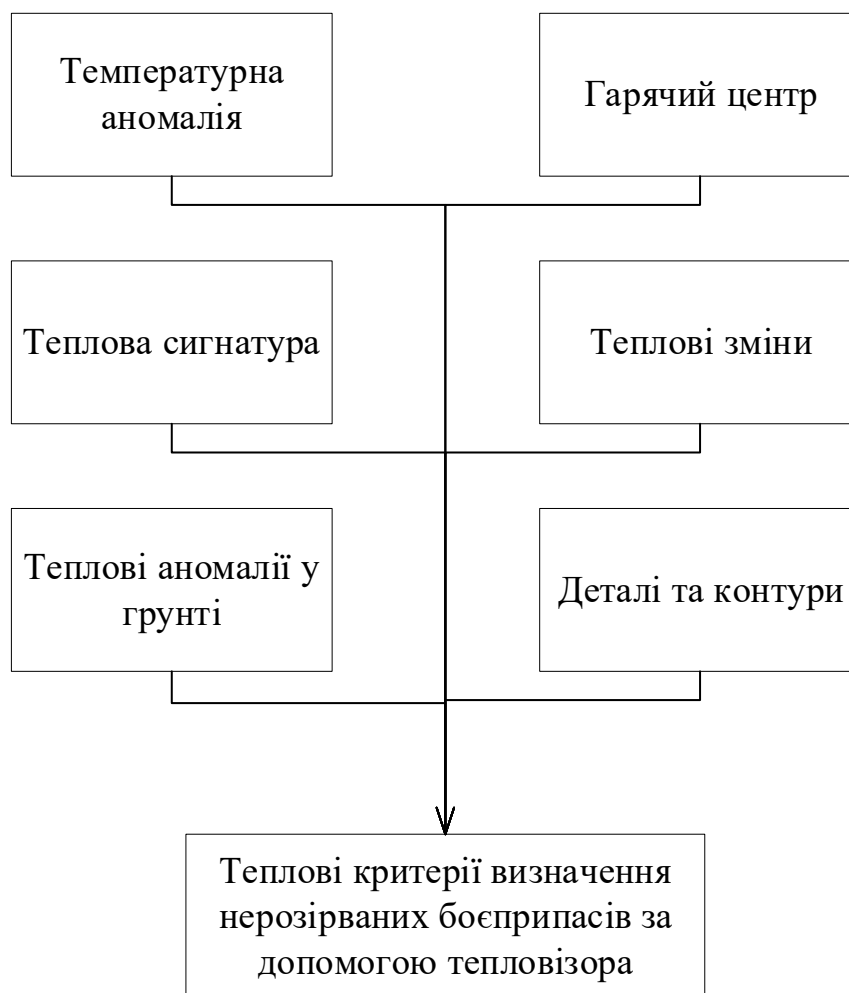 Температурна
аномалія
Гарячий центр
Теплова сигнатура
Теплові зміни
Теплові аномалії у
грунті
Деталі та контури
Теплові критерії визначення
нерозірваних боєприпасів за
допомогою тепловізора